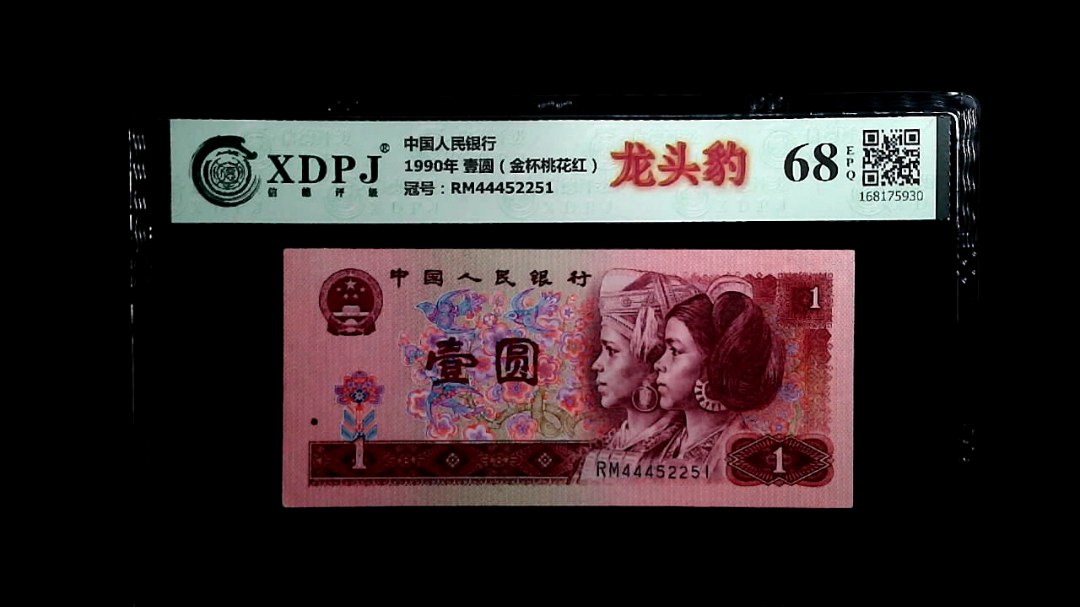 XDPJ®
信德评级
中国人民银行
1990年 壹圆（金杯桃花红）
冠号：RM44452251
龙头豹
68
EPQ
168175930
中国人民银行
1
壹圆
1
RM44452251
1